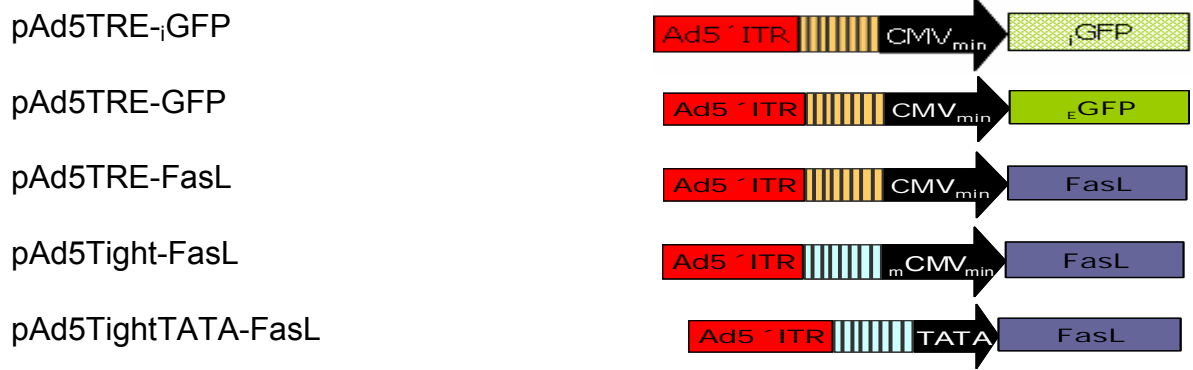 pAd5TRE-iGFP Ad5 ´ITR CMVmin iGFP
pAd5TRE-GFP Ad5 ´ITR CMVmin EGFP
pAd5TRE-FasL Ad5 ´ITR CMVmin FasL
pAd5Tight-FasL Ad5 ´ITR mCMVmin FasL
pAd5TightTATA-FasL Ad5 ´ITR TATA FasL